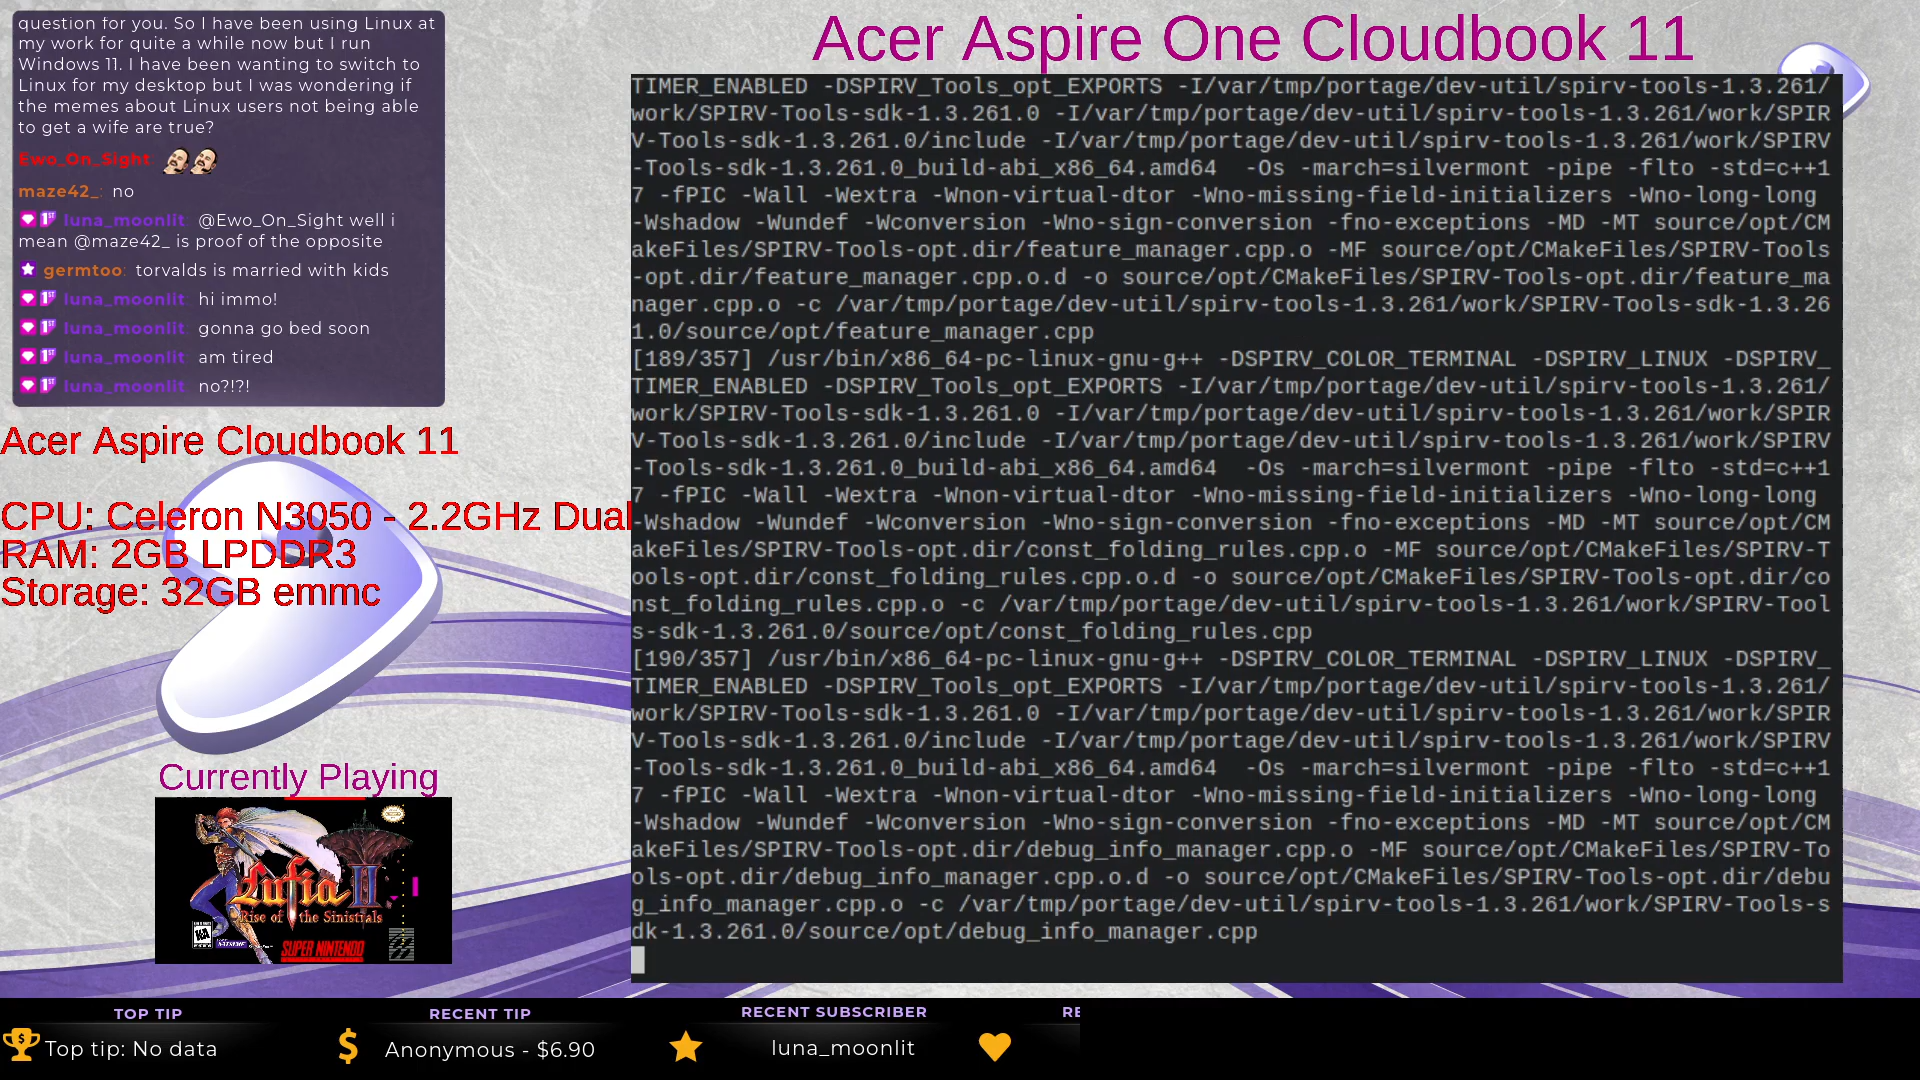 question for you. So I have been using Linux at
my work for quite a while now but I run
Windows 11. I have been wanting to switch to
Linux for my desktop but I was wondering if
the memes about Linux users not being able
to get a wife are true?
Ewo_On_Sight:
maze42_: no
luna_moonlit: @Ewo_On_Sight well i
mean @maze42_ is proof of the opposite
germtoo: torvalds is married with kids
luna_moonlit: hi immo!
luna_moonlit: gonna go bed soon
luna_moonlit: am tired
luna_moonlit: no?!?!
Acer Aspire Cloudbook 11
CPU: Celeron N3050 - 2.2GHz Dual
RAM: 2GB LPDDR3
Storage: 32GB emmc
Currently Playing
Lufia II
Rise of the Sinistrals
SUPER NINTENDO
Acer Aspire One Cloudbook 11
TIMER_ENABLED -DSPIRV_Tools_opt_EXPORTS -I/var/tmp/portage/dev-util/spirv-tools-1.3.261/
work/SPIRV-Tools-sdk-1.3.261.0 -I/var/tmp/portage/dev-util/spirv-tools-1.3.261/work/SPIR
V-Tools-sdk-1.3.261.0/include -I/var/tmp/portage/dev-util/spirv-tools-1.3.261/work/SPIRV
-Tools-sdk-1.3.261.0_build-abi_x86_64.amd64  -Os -march=silvermont -pipe -flto -std=c++1
7 -fPIC -Wall -Wextra -Wnon-virtual-dtor -Wno-missing-field-initializers -Wno-long-long
-Wshadow -Wundef -Wconversion -Wno-sign-conversion -fno-exceptions -MD -MT source/opt/CM
akeFiles/SPIRV-Tools-opt.dir/feature_manager.cpp.o -MF source/opt/CMakeFiles/SPIRV-Tools
-opt.dir/feature_manager.cpp.o.d -o source/opt/CMakeFiles/SPIRV-Tools-opt.dir/feature_ma
nager.cpp.o -c /var/tmp/portage/dev-util/spirv-tools-1.3.261/work/SPIRV-Tools-sdk-1.3.26
1.0/source/opt/feature_manager.cpp
[189/357] /usr/bin/x86_64-pc-linux-gnu-g++ -DSPIRV_COLOR_TERMINAL -DSPIRV_LINUX -DSPIRV_
TIMER_ENABLED -DSPIRV_Tools_opt_EXPORTS -I/var/tmp/portage/dev-util/spirv-tools-1.3.261/
work/SPIRV-Tools-sdk-1.3.261.0 -I/var/tmp/portage/dev-util/spirv-tools-1.3.261/work/SPIR
V-Tools-sdk-1.3.261.0/include -I/var/tmp/portage/dev-util/spirv-tools-1.3.261/work/SPIRV
-Tools-sdk-1.3.261.0_build-abi_x86_64.amd64  -Os -march=silvermont -pipe -flto -std=c++1
7 -fPIC -Wall -Wextra -Wnon-virtual-dtor -Wno-missing-field-initializers -Wno-long-long
-Wshadow -Wundef -Wconversion -Wno-sign-conversion -fno-exceptions -MD -MT source/opt/CM
akeFiles/SPIRV-Tools-opt.dir/const_folding_rules.cpp.o -MF source/opt/CMakeFiles/SPIRV-T
ools-opt.dir/const_folding_rules.cpp.o.d -o source/opt/CMakeFiles/SPIRV-Tools-opt.dir/co
nst_folding_rules.cpp.o -c /var/tmp/portage/dev-util/spirv-tools-1.3.261/work/SPIRV-Tool
s-sdk-1.3.261.0/source/opt/const_folding_rules.cpp
[190/357] /usr/bin/x86_64-pc-linux-gnu-g++ -DSPIRV_COLOR_TERMINAL -DSPIRV_LINUX -DSPIRV_
TIMER_ENABLED -DSPIRV_Tools_opt_EXPORTS -I/var/tmp/portage/dev-util/spirv-tools-1.3.261/
work/SPIRV-Tools-sdk-1.3.261.0 -I/var/tmp/portage/dev-util/spirv-tools-1.3.261/work/SPIR
V-Tools-sdk-1.3.261.0/include -I/var/tmp/portage/dev-util/spirv-tools-1.3.261/work/SPIRV
-Tools-sdk-1.3.261.0_build-abi_x86_64.amd64  -Os -march=silvermont -pipe -flto -std=c++1
7 -fPIC -Wall -Wextra -Wnon-virtual-dtor -Wno-missing-field-initializers -Wno-long-long
-Wshadow -Wundef -Wconversion -Wno-sign-conversion -fno-exceptions -MD -MT source/opt/CM
akeFiles/SPIRV-Tools-opt.dir/debug_info_manager.cpp.o -MF source/opt/CMakeFiles/SPIRV-To
ols-opt.dir/debug_info_manager.cpp.o.d -o source/opt/CMakeFiles/SPIRV-Tools-opt.dir/debu
g_info_manager.cpp.o -c /var/tmp/portage/dev-util/spirv-tools-1.3.261/work/SPIRV-Tools-s
dk-1.3.261.0/source/opt/debug_info_manager.cpp
TOP TIP
Top tip: No data
RECENT TIP
Anonymous - $6.90
RECENT SUBSCRIBER
luna_moonlit
RE